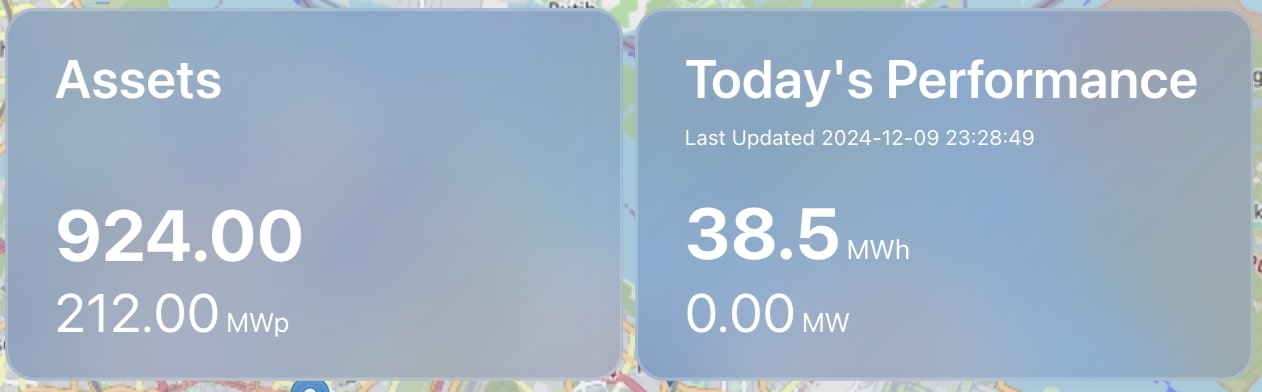 Assets
924.00
212.00 MWp
Today's Performance
Last Updated 2024-12-09 23:28:49
38.5 MWh
0.00 MW